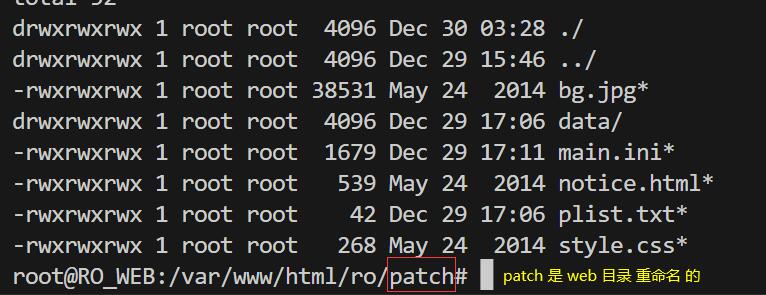 total 52
drwxrwxrwx 1 root root  4096 Dec 30 03:28 ./
drwxrwxrwx 1 root root  4096 Dec 29 15:46 ../
-rwxrwxrwx 1 root root 38531 May 24  2014 bg.jpg*
drwxrwxrwx 1 root root  4096 Dec 29 17:06 data/
-rwxrwxrwx 1 root root  1679 Dec 29 17:11 main.ini*
-rwxrwxrwx 1 root root   539 May 24  2014 notice.html*
-rwxrwxrwx 1 root root    42 Dec 29 17:06 plist.txt*
-rwxrwxrwx 1 root root   268 May 24  2014 style.css*
root@RO_WEB:/var/www/html/ro/patch# patch 是 web 目录 重命名 的